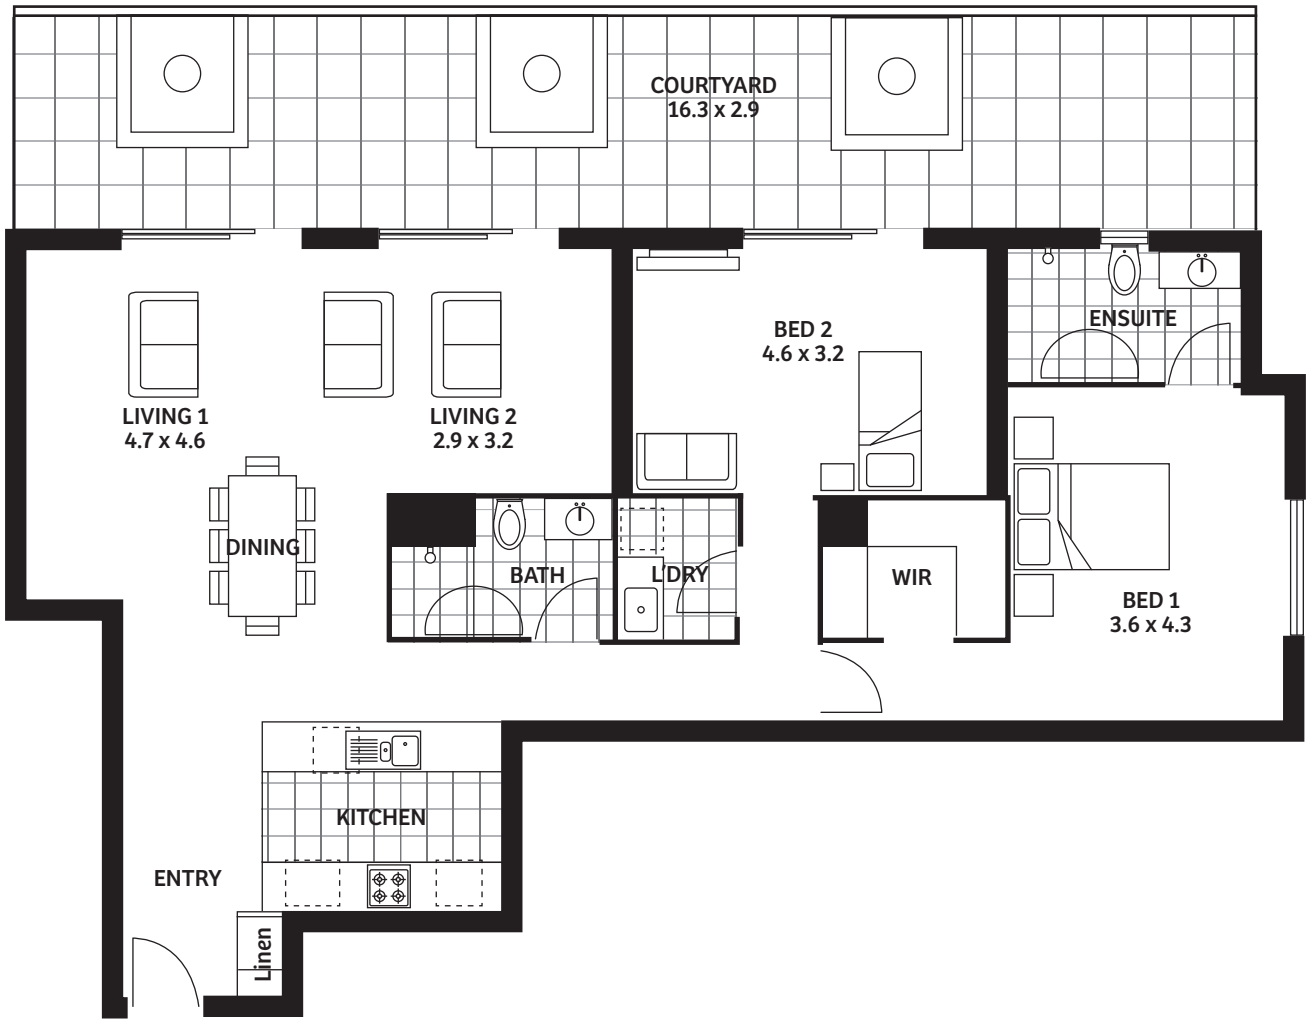 COURTYARD
16.3 x 2.9
BED 2
4.6 x 3.2
ENSUITE
LIVING 1
4.7 x 4.6
LIVING 2
2.9 x 3.2
DINING
BATH
L'DRY
WIR
BED 1
3.6 x 4.3
KITCHEN
ENTRY
Linen